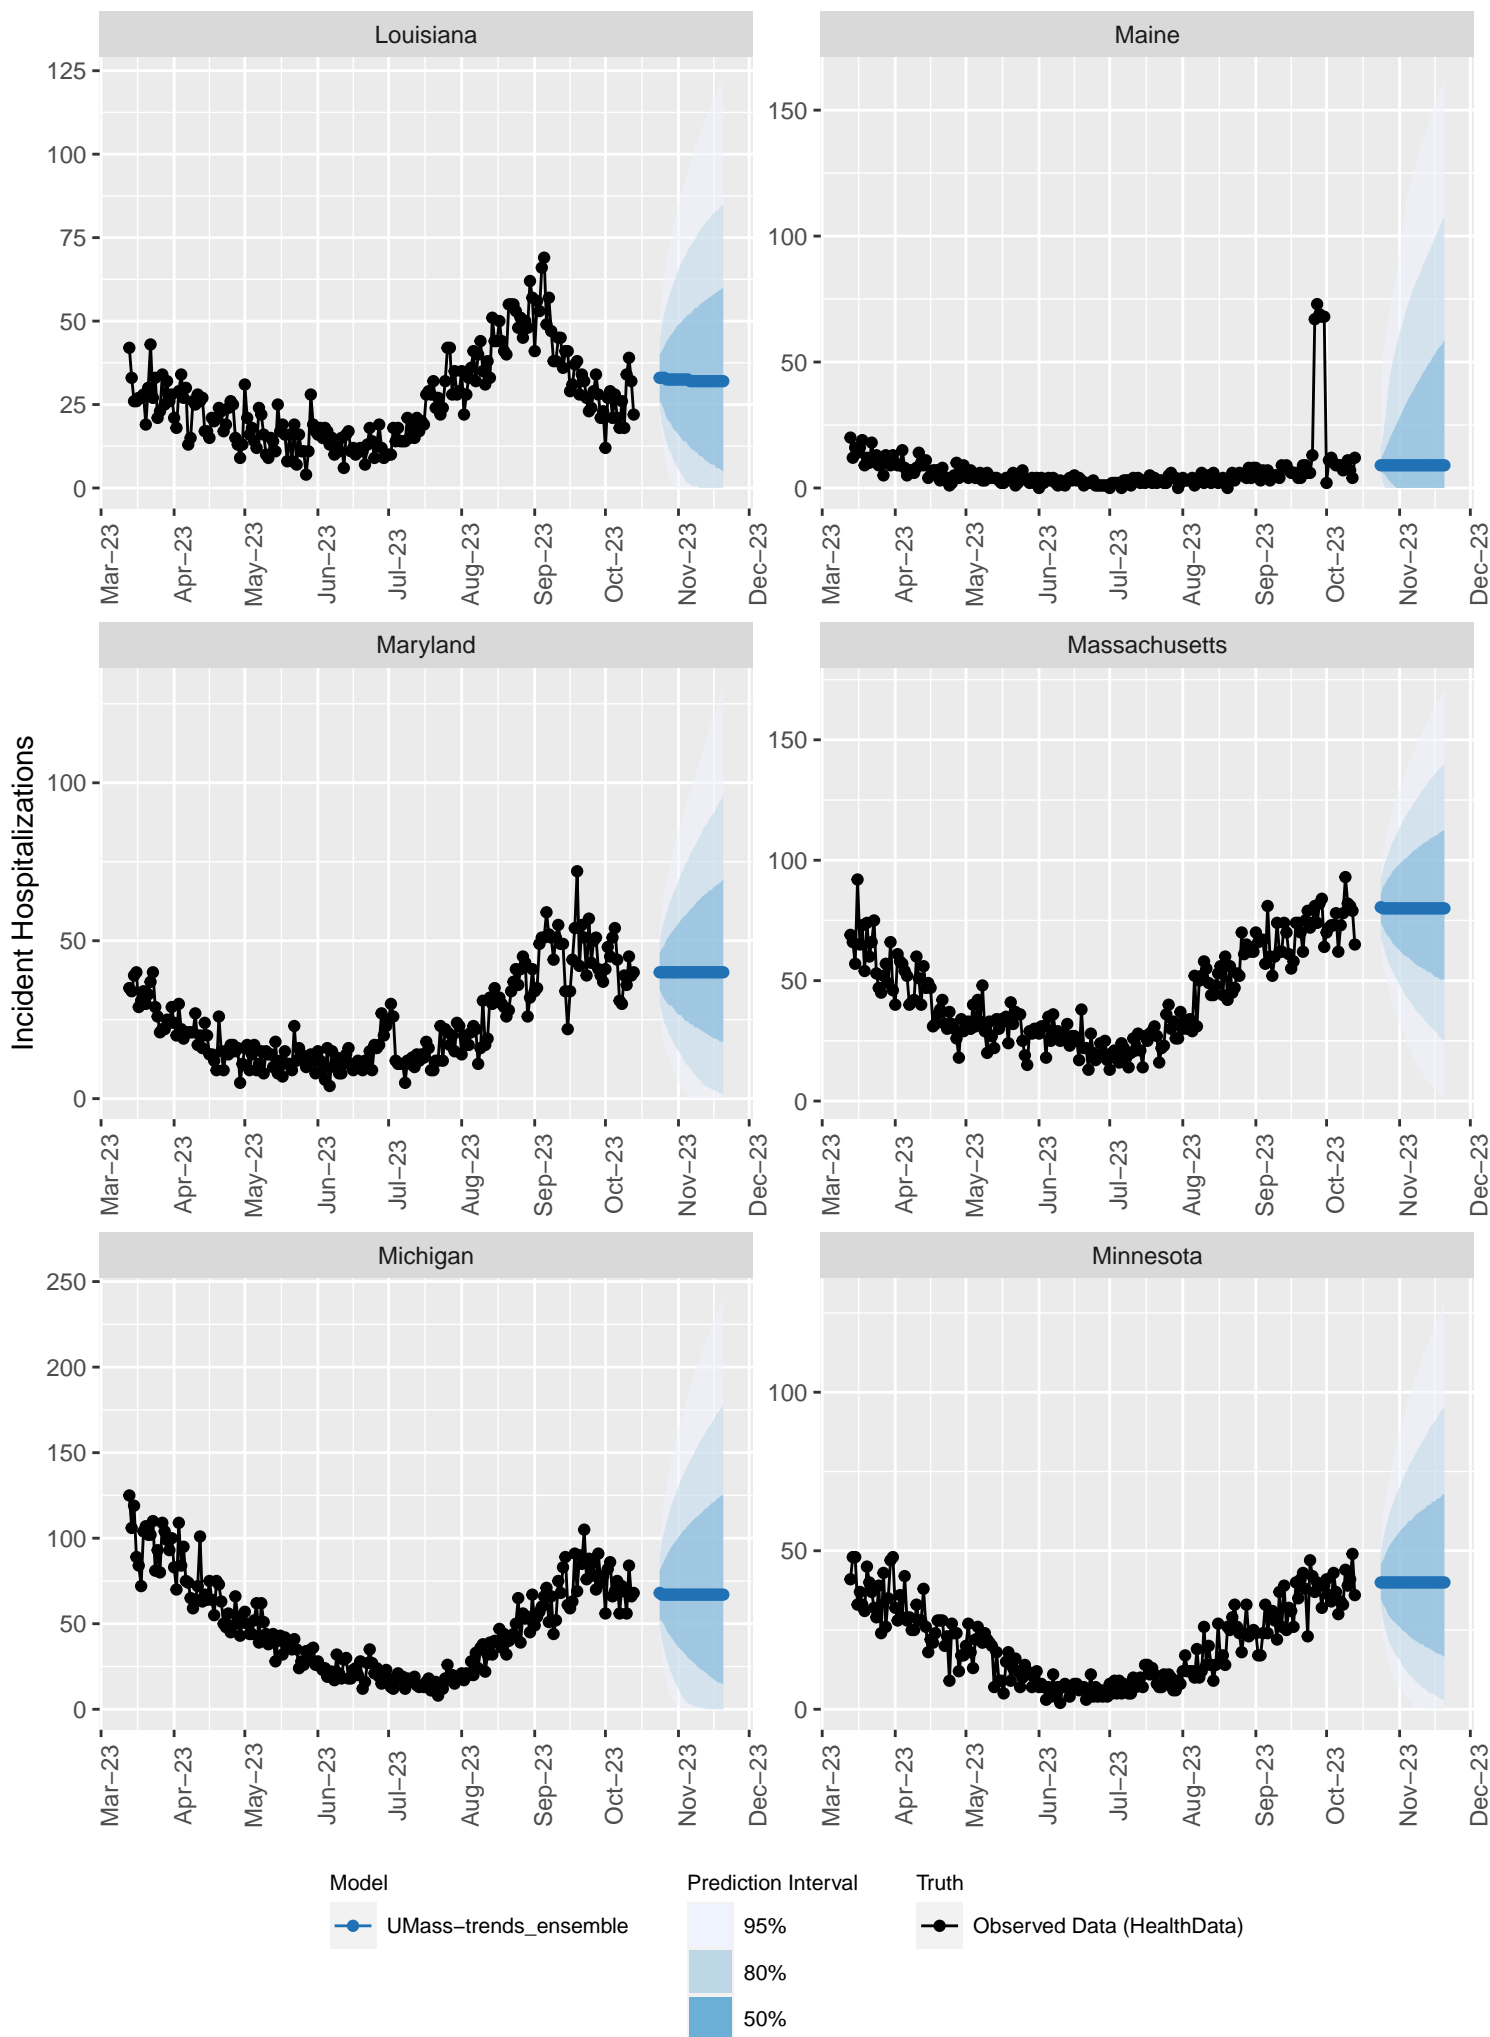 Louisiana
Maine
125
100
75
50
25
0
150
100
50
0
Mar−23
Apr−23
May−23
Jun−23
Jul−23
Aug−23
Sep−23
Oct−23
Nov−23
Dec−23
Mar−23
Apr−23
May−23
Jun−23
Jul−23
Aug−23
Sep−23
Oct−23
Nov−23
Dec−23
Maryland
Massachusetts
Incident Hospitalizations
100
50
0
150
100
50
0
Mar−23
Apr−23
May−23
Jun−23
Jul−23
Aug−23
Sep−23
Oct−23
Nov−23
Dec−23
Mar−23
Apr−23
May−23
Jun−23
Jul−23
Aug−23
Sep−23
Oct−23
Nov−23
Dec−23
Michigan
Minnesota
250
200
150
100
50
0
100
50
0
Mar−23
Apr−23
May−23
Jun−23
Jul−23
Aug−23
Sep−23
Oct−23
Nov−23
Dec−23
Mar−23
Apr−23
May−23
Jun−23
Jul−23
Aug−23
Sep−23
Oct−23
Nov−23
Dec−23
Model
UMass−trends_ensemble
Prediction Interval
95%
80%
50%
Truth
Observed Data (HealthData)